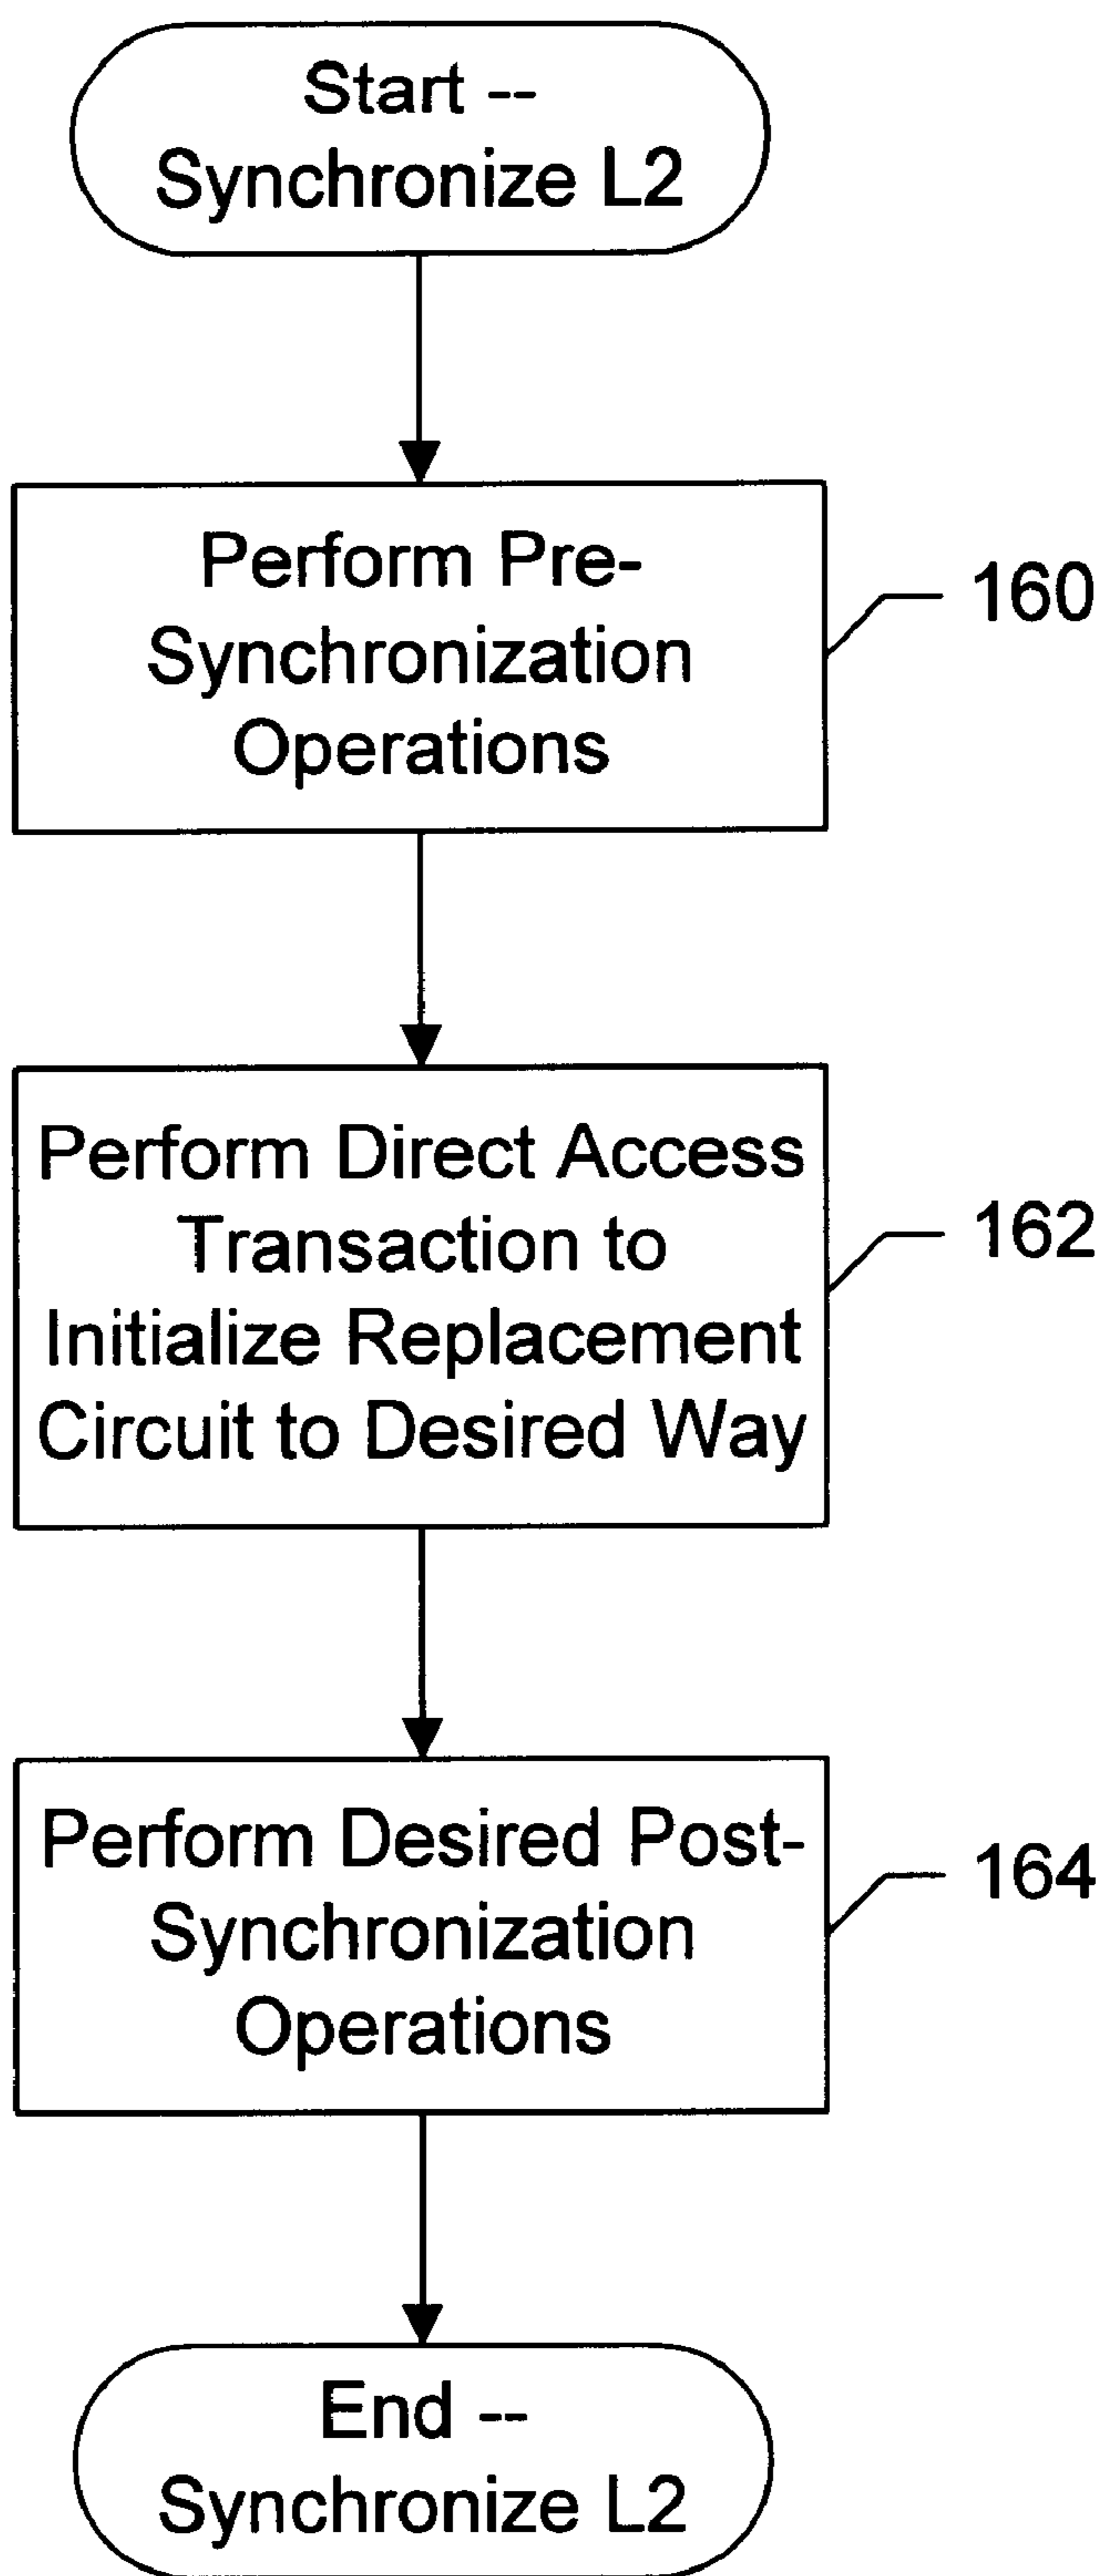 Start --
Synchronize L2
Perform Pre-
Synchronization
Operations
160
Perform Direct Access
Transaction to
Initialize Replacement
Circuit to Desired Way
162
Perform Desired Post-
Synchronization
Operations
164
End --
Synchronize L2